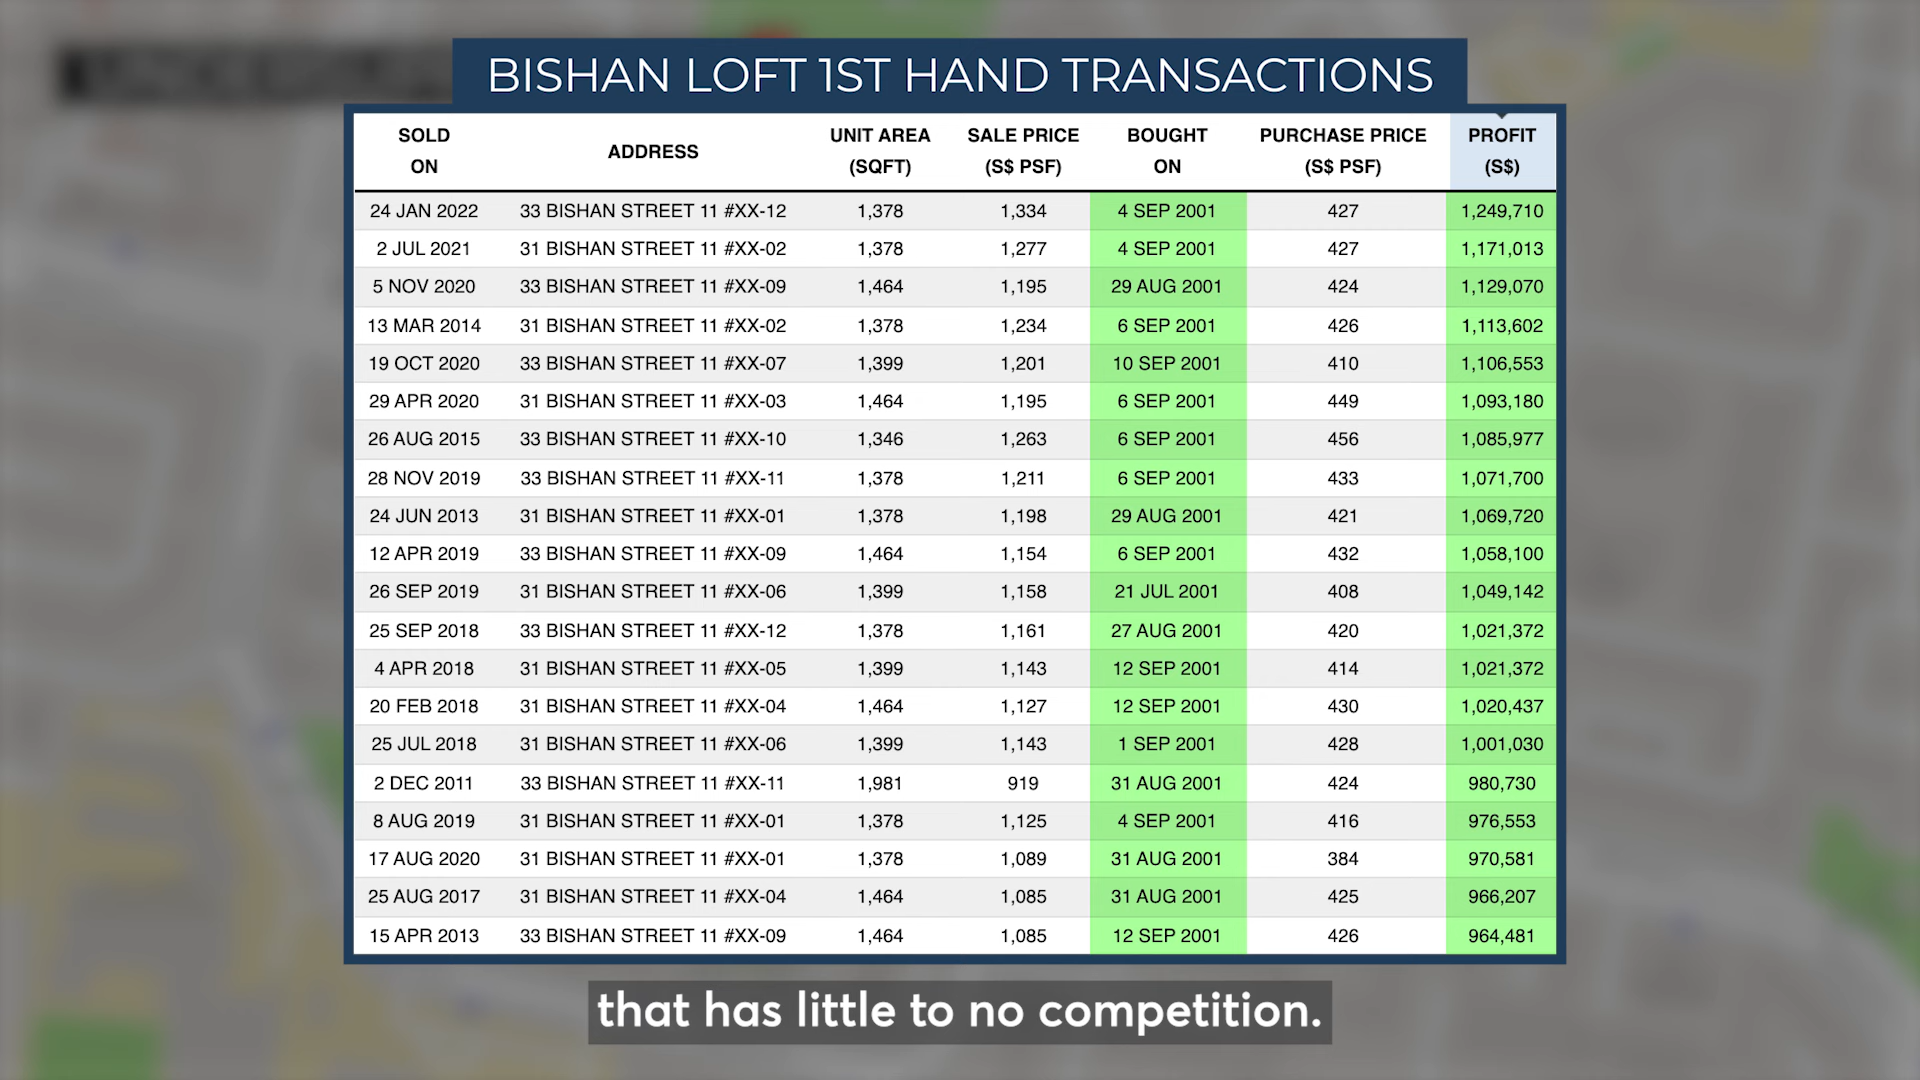 BISHAN LOFT 1ST HAND TRANSACTIONS
SOLD ON ADDRESS UNIT AREA (SQFT) SALE PRICE (S$ PSF) BOUGHT ON PURCHASE PRICE (S$ PSF) PROFIT (S$)
24 JAN 2022 33 BISHAN STREET 11 #XX-12 1,378 1,334 4 SEP 2001 427 1,249,710
2 JUL 2021 31 BISHAN STREET 11 #XX-02 1,378 1,277 4 SEP 2001 427 1,171,013
5 NOV 2020 33 BISHAN STREET 11 #XX-09 1,464 1,195 29 AUG 2001 424 1,129,070
13 MAR 2014 31 BISHAN STREET 11 #XX-02 1,378 1,234 6 SEP 2001 426 1,113,602
19 OCT 2020 33 BISHAN STREET 11 #XX-07 1,399 1,201 10 SEP 2001 410 1,106,553
29 APR 2020 31 BISHAN STREET 11 #XX-03 1,464 1,195 6 SEP 2001 449 1,093,180
26 AUG 2015 33 BISHAN STREET 11 #XX-10 1,346 1,263 6 SEP 2001 456 1,085,977
28 NOV 2019 33 BISHAN STREET 11 #XX-11 1,378 1,211 6 SEP 2001 433 1,071,700
24 JUN 2013 31 BISHAN STREET 11 #XX-01 1,378 1,198 29 AUG 2001 421 1,069,720
12 APR 2019 33 BISHAN STREET 11 #XX-09 1,464 1,154 6 SEP 2001 432 1,058,100
26 SEP 2019 31 BISHAN STREET 11 #XX-06 1,399 1,158 21 JUL 2001 408 1,049,142
25 SEP 2018 33 BISHAN STREET 11 #XX-12 1,378 1,161 27 AUG 2001 420 1,021,372
4 APR 2018 31 BISHAN STREET 11 #XX-05 1,399 1,143 12 SEP 2001 414 1,021,372
20 FEB 2018 31 BISHAN STREET 11 #XX-04 1,464 1,127 12 SEP 2001 430 1,020,437
25 JUL 2018 31 BISHAN STREET 11 #XX-06 1,399 1,143 1 SEP 2001 428 1,001,030
2 DEC 2011 33 BISHAN STREET 11 #XX-11 1,981 919 31 AUG 2001 424 980,730
8 AUG 2019 31 BISHAN STREET 11 #XX-01 1,378 1,125 4 SEP 2001 416 976,553
17 AUG 2020 31 BISHAN STREET 11 #XX-01 1,378 1,089 31 AUG 2001 384 970,581
25 AUG 2017 31 BISHAN STREET 11 #XX-04 1,464 1,085 31 AUG 2001 425 966,207
15 APR 2013 33 BISHAN STREET 11 #XX-09 1,464 1,085 12 SEP 2001 426 964,481
that has little to no competition.